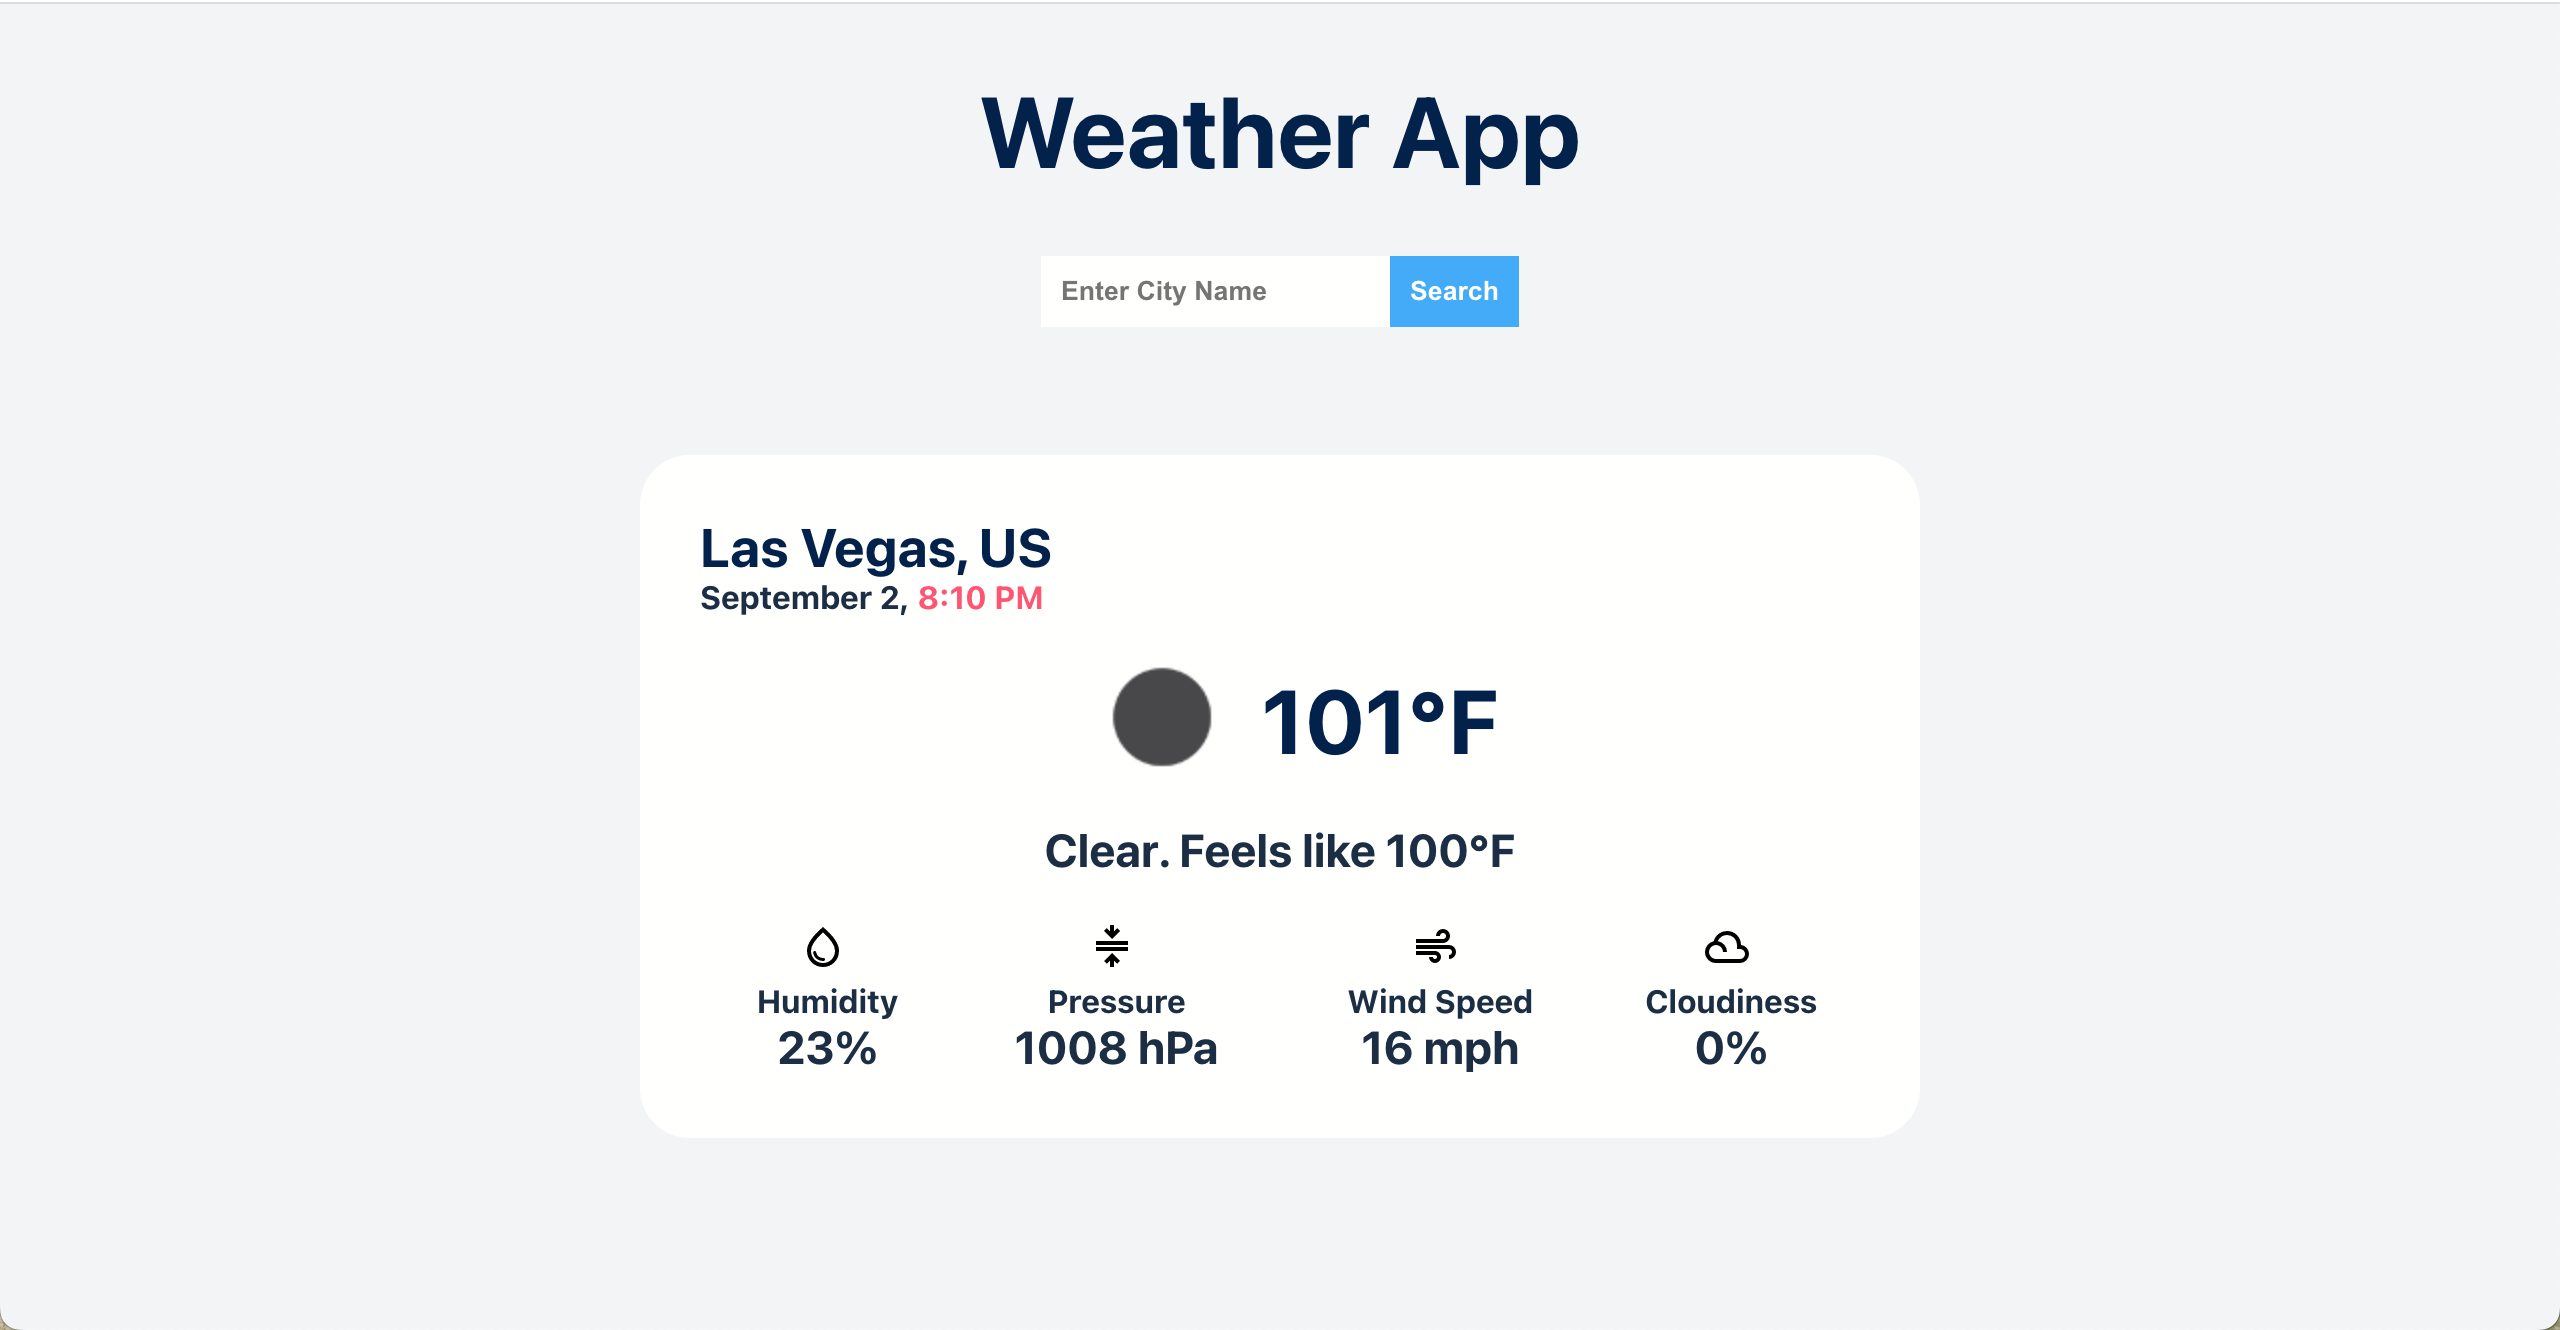 Weather App
Enter City Name Search
Las Vegas, US
September 2, 8:10 PM
101°F
Clear. Feels like 100°F
Humidity Pressure Wind Speed Cloudiness
23% 1008 hPa 16 mph 0%